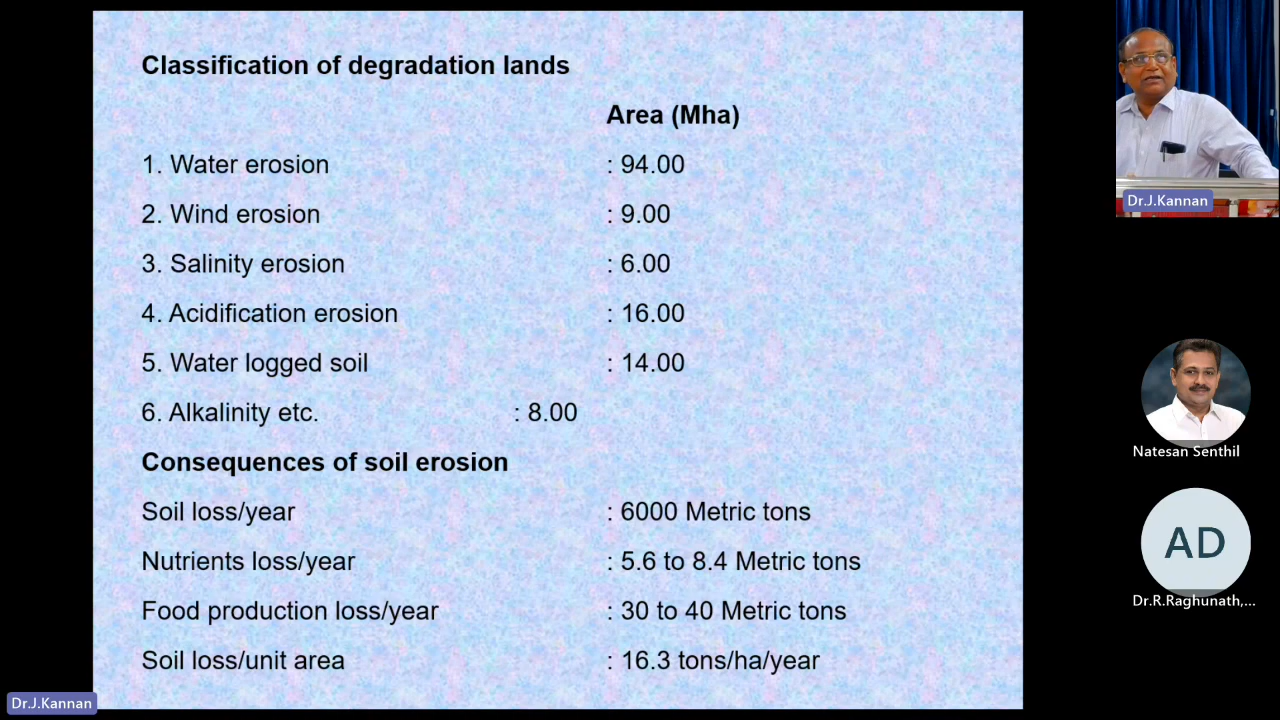 Classification of degradation lands
Area (Mha)
1. Water erosion : 94.00
2. Wind erosion : 9.00
3. Salinity erosion : 6.00
4. Acidification erosion : 16.00
5. Water logged soil : 14.00
6. Alkalinity etc. : 8.00
Consequences of soil erosion
Soil loss/year : 6000 Metric tons
Nutrients loss/year : 5.6 to 8.4 Metric tons
Food production loss/year : 30 to 40 Metric tons
Soil loss/unit area : 16.3 tons/ha/year
Dr.J.Kannan
Dr.J.Kannan
Natesan Senthil
AD
Dr.R.Raghunath,...